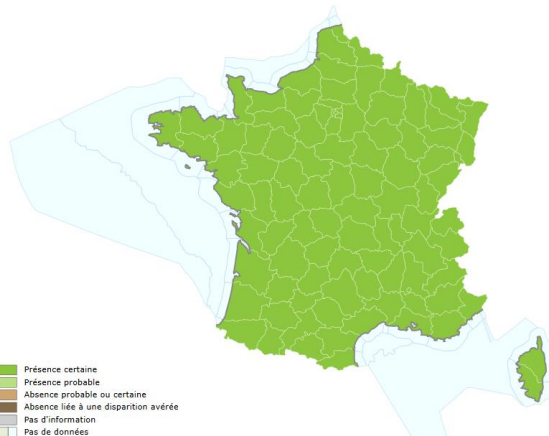 Présence certaine
Présence probable
Absence probable ou certaine
Absence liée à une disparition avérée
Pas d'information
Pas de données